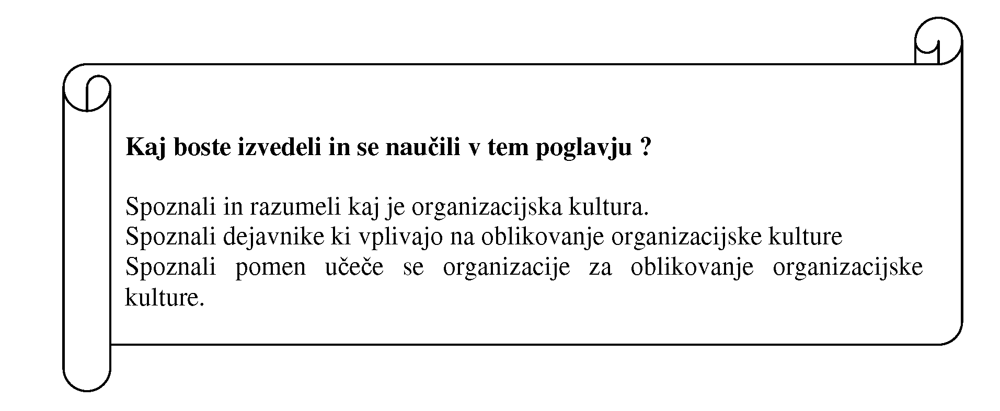 Kaj boste izvedeli in se naučili v tem poglavju ?
Spoznali in razumeli kaj je organizacijska kultura.
Spoznali dejavnike ki vplivajo na oblikovanje organizacijske kulture
Spoznali pomen učeče se organizacije za oblikovanje organizacijske
kulture.